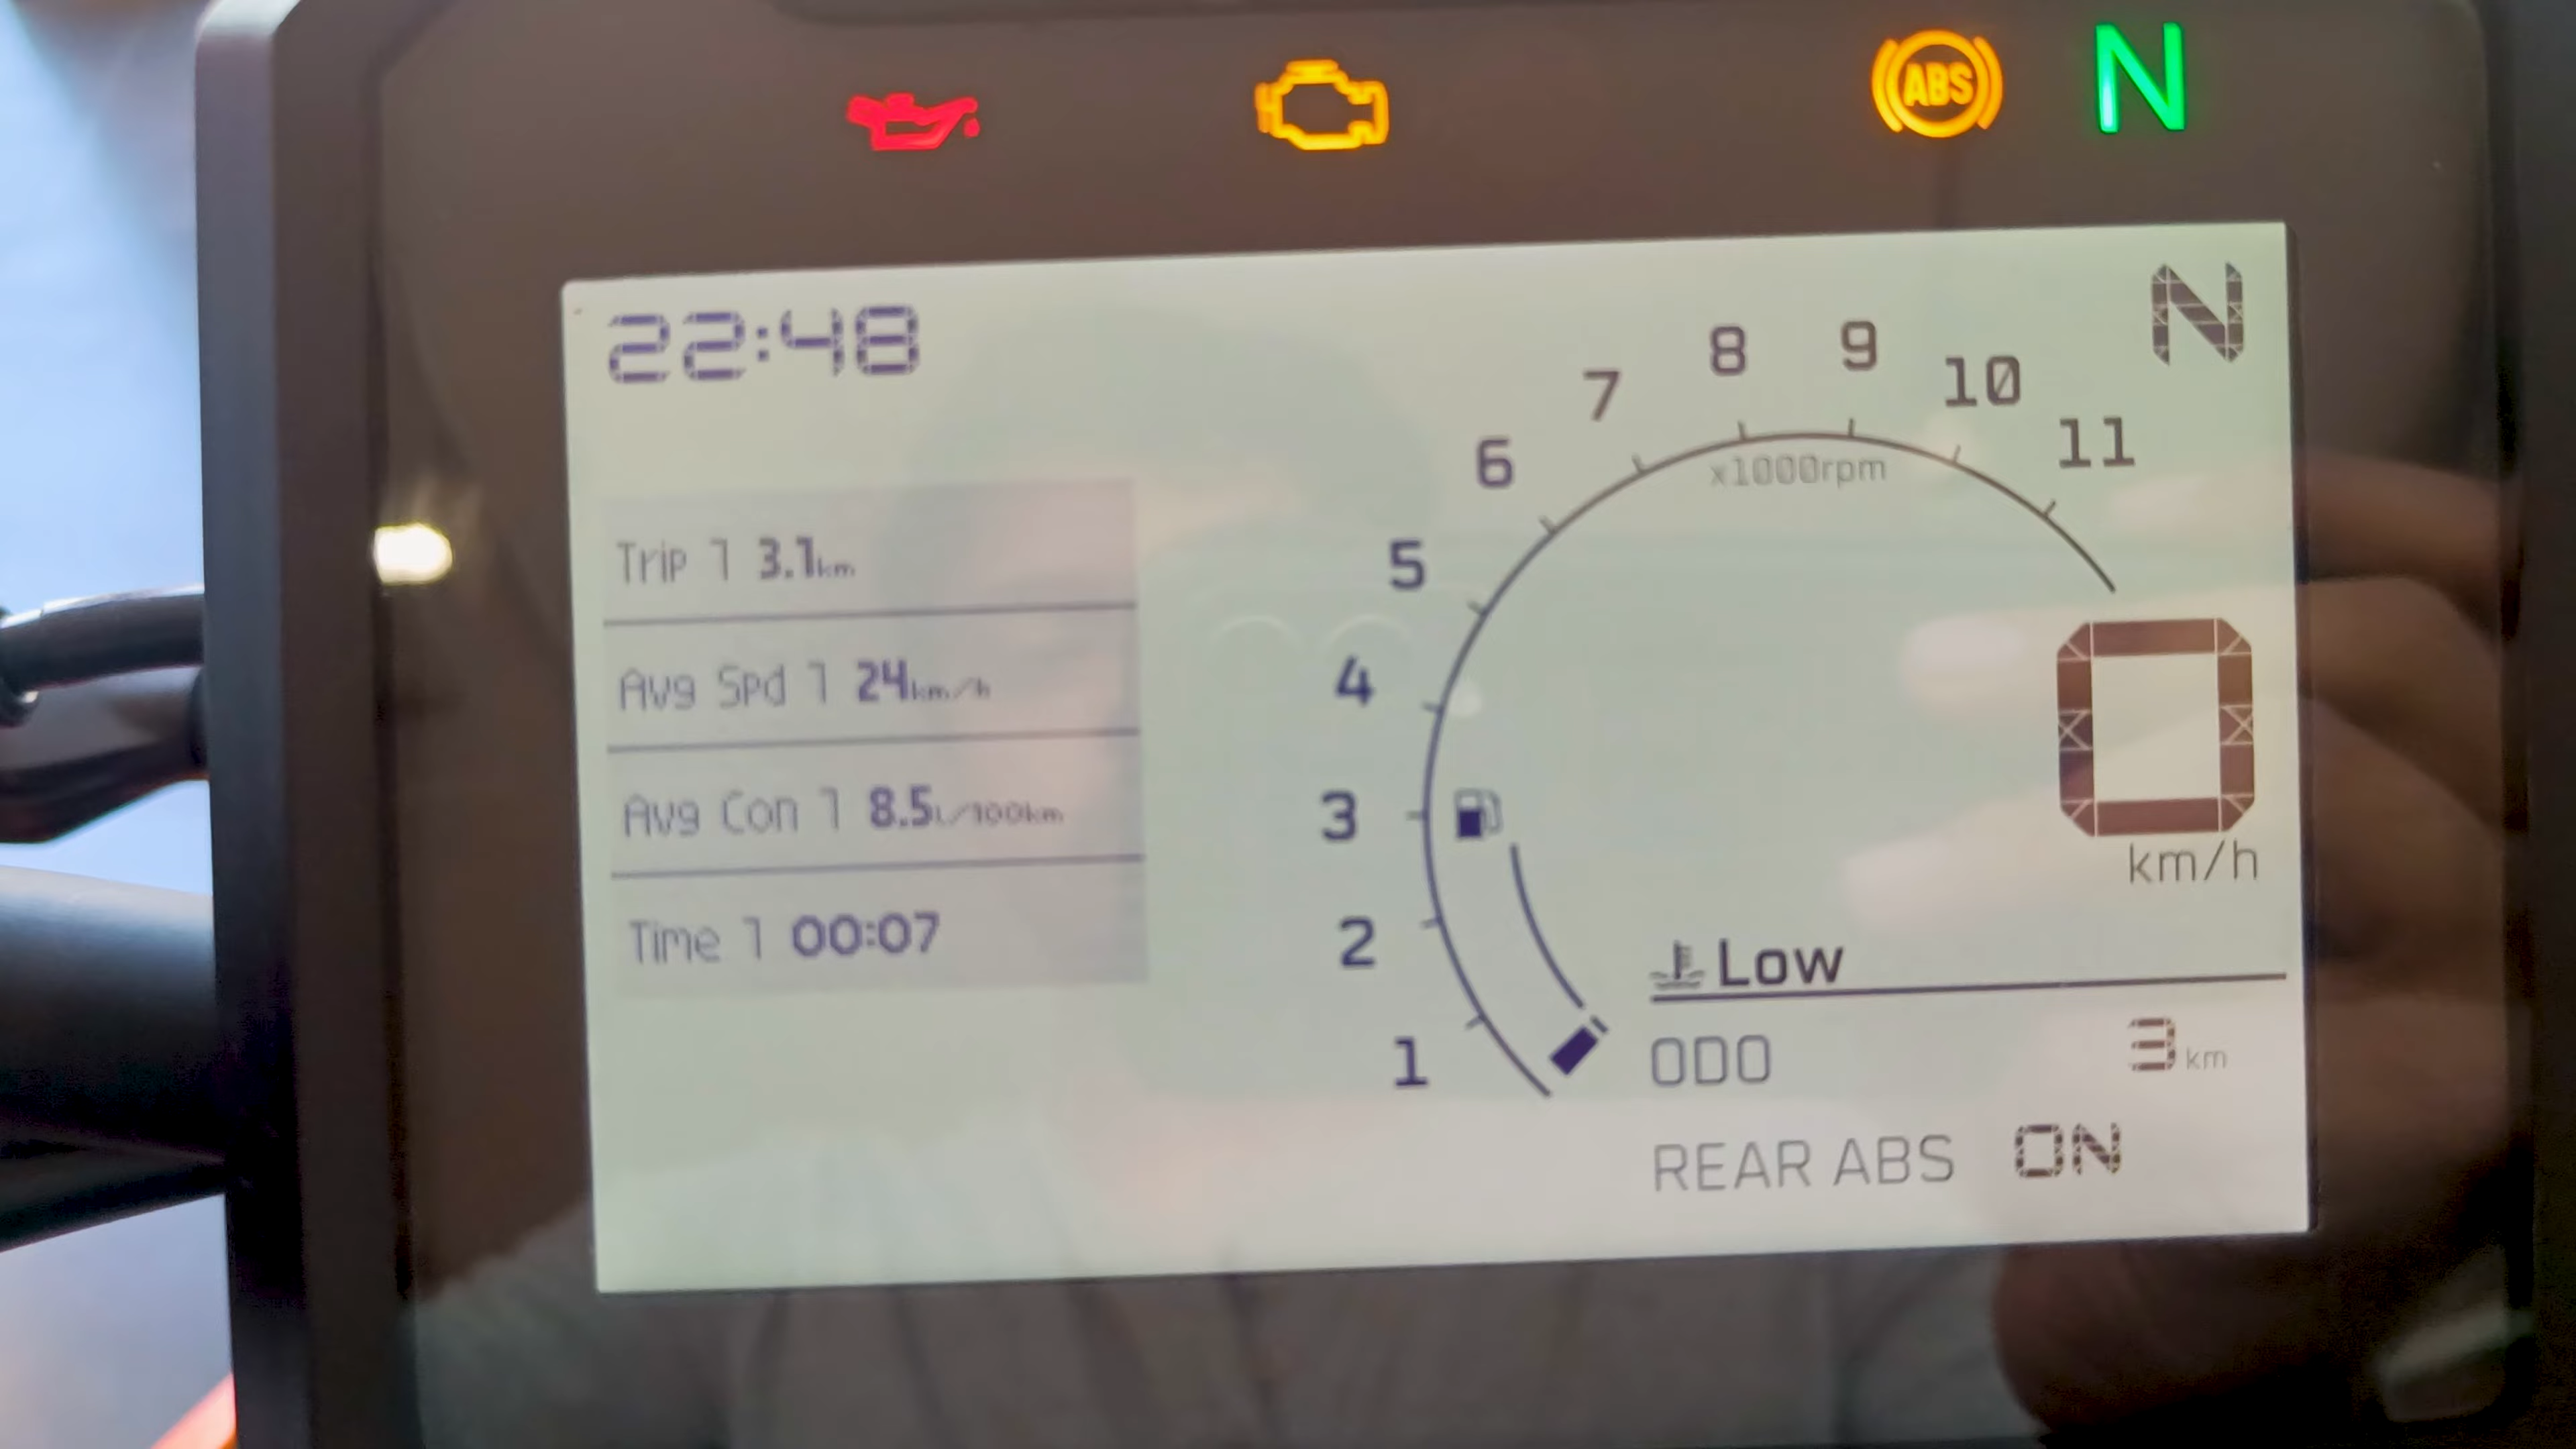 ABS N
22:48
N
Trip 1 3.1km
Avg Spd 1 24km/h
Avg Con 1 8.5L/100km
Time 1 00:07
1
2
3
4
5
6
7
8
9
10
11
x1000rpm
0
km/h
Low
ODO 3 km
REAR ABS ON